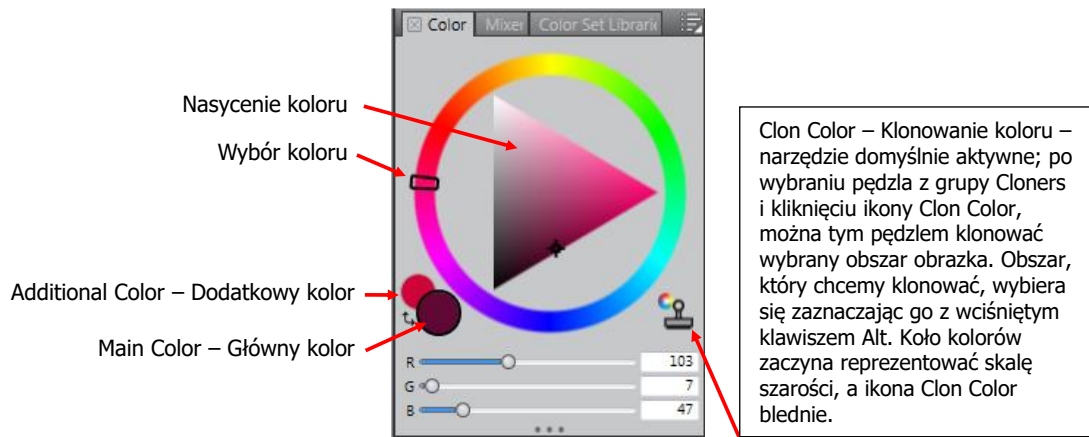 Color Mixer Color Set Librarie
Nasycenie koloru
Wybór koloru
Additional Color – Dodatkowy kolor
Main Color – Główny kolor
R 103
G 7
B 47
Clon Color – Klonowanie koloru –
narzędzie domyślnie aktywne; po
wybraniu pędzla z grupy Cloners
i kliknięciu ikony Clon Color,
można tym pędzlem klonować
wybrany obszar obrazka. Obszar,
który chcemy klonować, wybiera
się zaznaczając go z wciśniętym
klawiszem Alt. Koło kolorów
zaczyna reprezentować skalę
szarości, a ikona Clon Color
blednie.